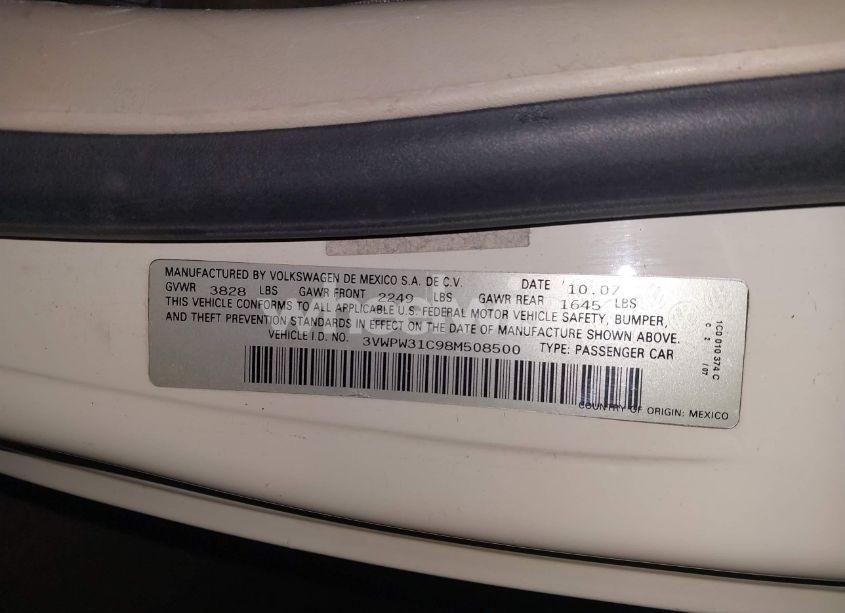 MANUFACTURED BY VOLKSWAGEN DE MEXICO S.A. DE C.V. DATE 10.07
GVWR 3828 LBS GAWR FRONT 2249 LBS GAWR REAR 1645 LBS
THIS VEHICLE CONFORMS TO ALL APPLICABLE U.S. FEDERAL MOTOR VEHICLE SAFETY, BUMPER,
AND THEFT PREVENTION STANDARDS IN EFFECT ON THE DATE OF MANUFACTURE SHOWN ABOVE.
VEHICLE I.D. NO. 3VWPW31C98M508500 TYPE: PASSENGER CAR
COUNTRY OF ORIGIN: MEXICO
1C0 010 374 C
C 2 /07